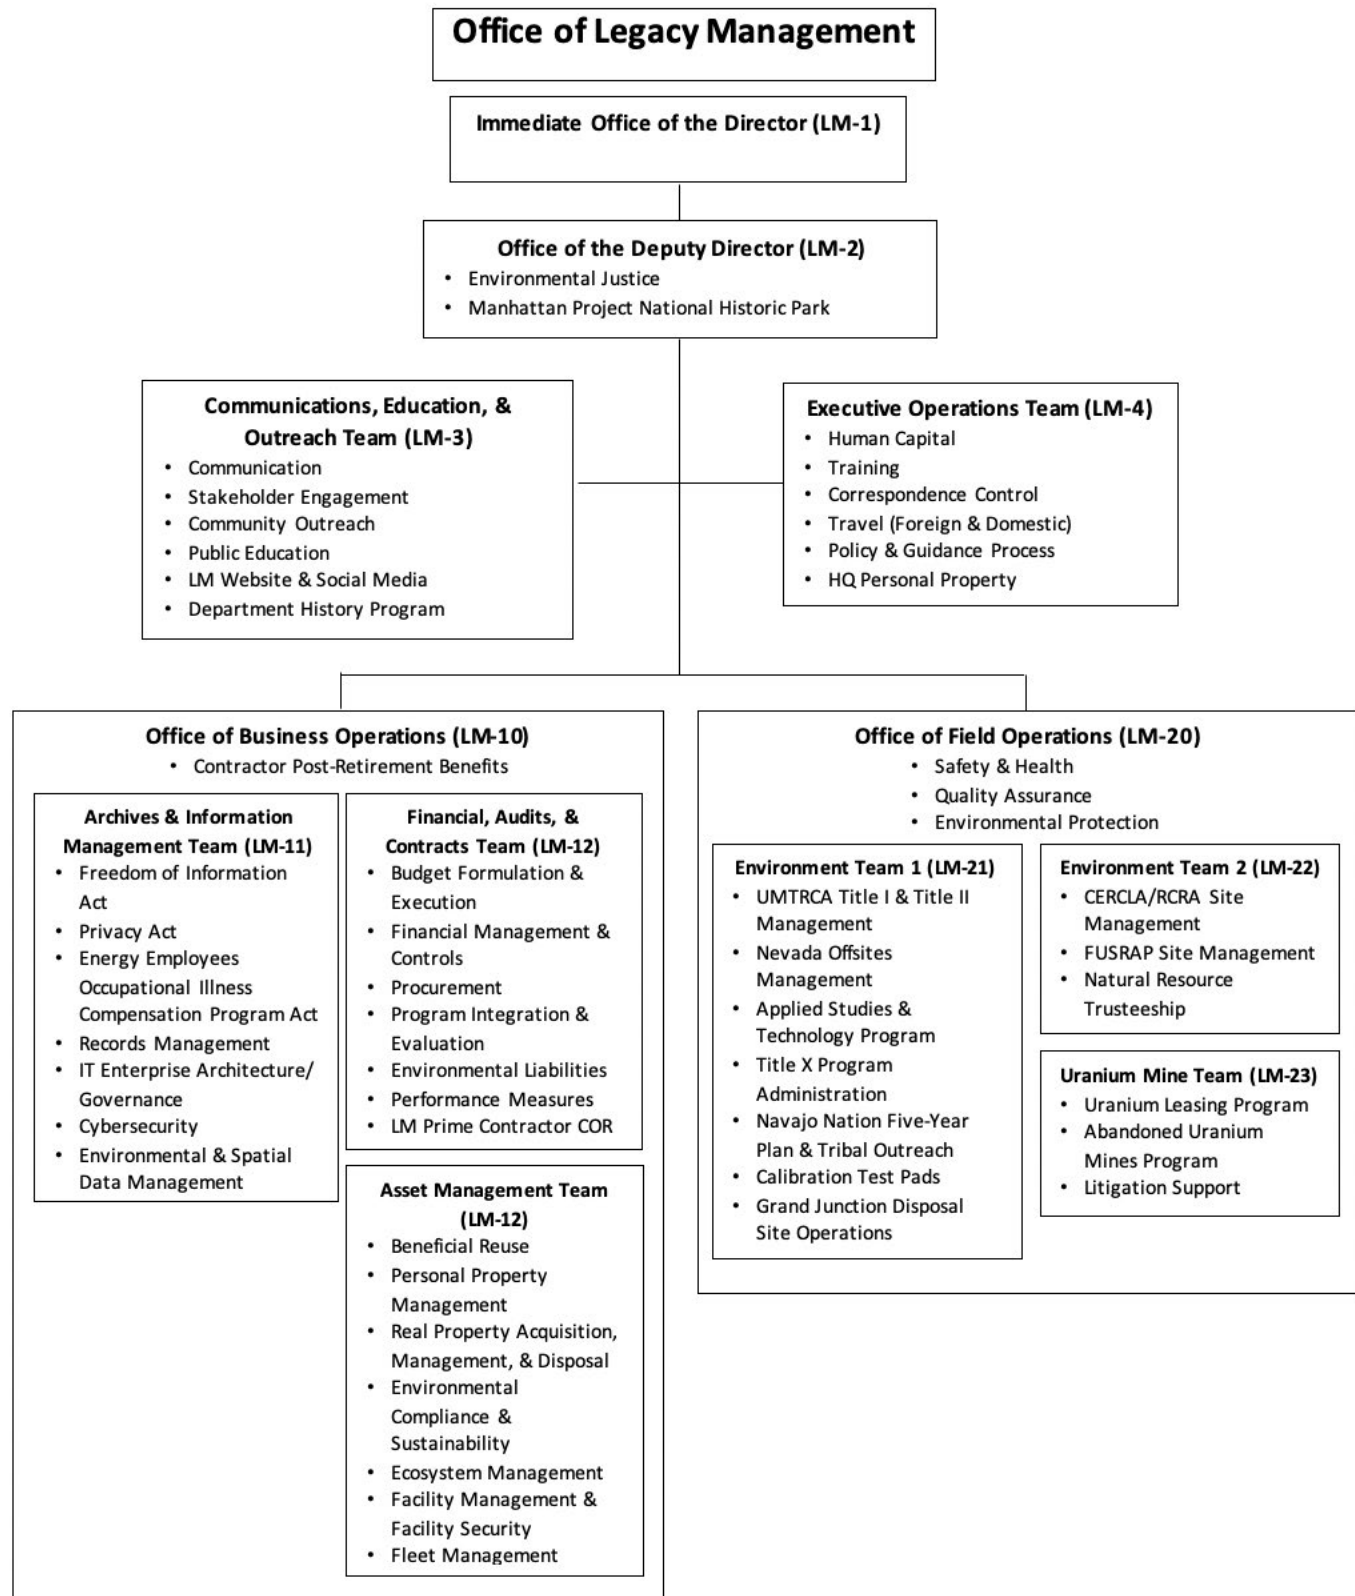 Office of Legacy Management
Immediate Office of the Director (LM-1)
Office of the Deputy Director (LM-2)
• Environmental Justice
• Manhattan Project National Historic Park
Communications, Education, &
Outreach Team (LM-3)
• Communication
• Stakeholder Engagement
• Community Outreach
• Public Education
• LM Website & Social Media
• Department History Program
Executive Operations Team (LM-4)
• Human Capital
• Training
• Correspondence Control
• Travel (Foreign & Domestic)
• Policy & Guidance Process
• HQ Personal Property
Office of Business Operations (LM-10)
• Contractor Post-Retirement Benefits
Archives & Information
Management Team (LM-11)
• Freedom of Information
Act
• Privacy Act
• Energy Employees
Occupational Illness
Compensation Program Act
• Records Management
• IT Enterprise Architecture/
Governance
• Cybersecurity
• Environmental & Spatial
Data Management
Financial, Audits, &
Contracts Team (LM-12)
• Budget Formulation &
Execution
• Financial Management &
Controls
• Procurement
• Program Integration &
Evaluation
• Environmental Liabilities
• Performance Measures
• LM Prime Contractor COR
Asset Management Team
(LM-12)
• Beneficial Reuse
• Personal Property
Management
• Real Property Acquisition,
Management, & Disposal
• Environmental
Compliance &
Sustainability
• Ecosystem Management
• Facility Management &
Facility Security
• Fleet Management
Office of Field Operations (LM-20)
• Safety & Health
• Quality Assurance
• Environmental Protection
Environment Team 1 (LM-21)
• UMTRCA Title I & Title II
Management
• Nevada Offsites
Management
• Applied Studies &
Technology Program
• Title X Program
Administration
• Navajo Nation Five-Year
Plan & Tribal Outreach
• Calibration Test Pads
• Grand Junction Disposal
Site Operations
Environment Team 2 (LM-22)
• CERCLA/RCRA Site
Management
• FUSRAP Site Management
• Natural Resource
Trusteeship
Uranium Mine Team (LM-23)
• Uranium Leasing Program
• Abandoned Uranium
Mines Program
• Litigation Support